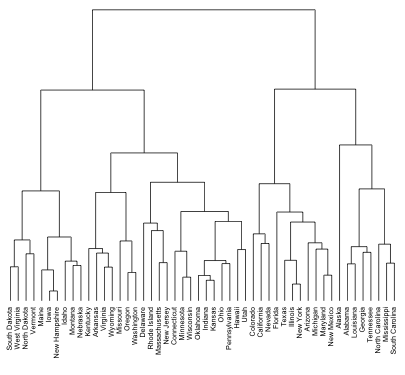 South Dakota
West Virginia
North Dakota
Vermont
Maine
Iowa
New Hampshire
Idaho
Montana
Nebraska
Kentucky
Arkansas
Virginia
Wyoming
Missouri
Oregon
Washington
Delaware
Rhode Island
Massachusetts
New Jersey
Connecticut
Minnesota
Wisconsin
Oklahoma
Indiana
Kansas
Ohio
Pennsylvania
Hawaii
Utah
Colorado
California
Nevada
Florida
Texas
Illinois
New York
Arizona
Michigan
Maryland
New Mexico
Alaska
Alabama
Louisiana
Georgia
Tennessee
North Carolina
Mississippi
South Carolina